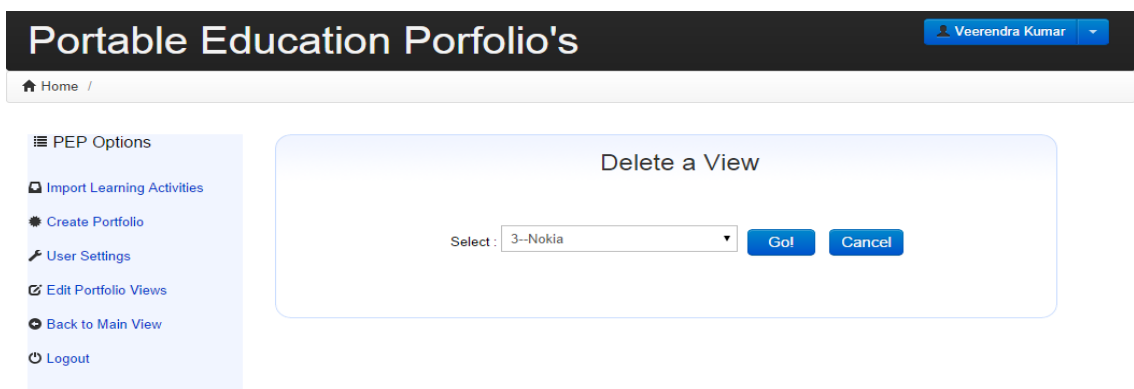 Portable Education Porfolio's
Veerendra Kumar
Home /
PEP Options
Import Learning Activities
Create Portfolio
User Settings
Edit Portfolio Views
Back to Main View
Logout
Delete a View
Select : 3--Nokia Go! Cancel